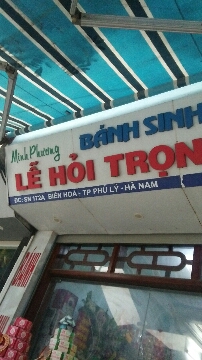 Minh Phương
BÁNH SINH
LỄ HỎI TRỌN
ĐC: SN 172A BIÊN HOÀ - TP PHỦ LÝ - HÀ NAM